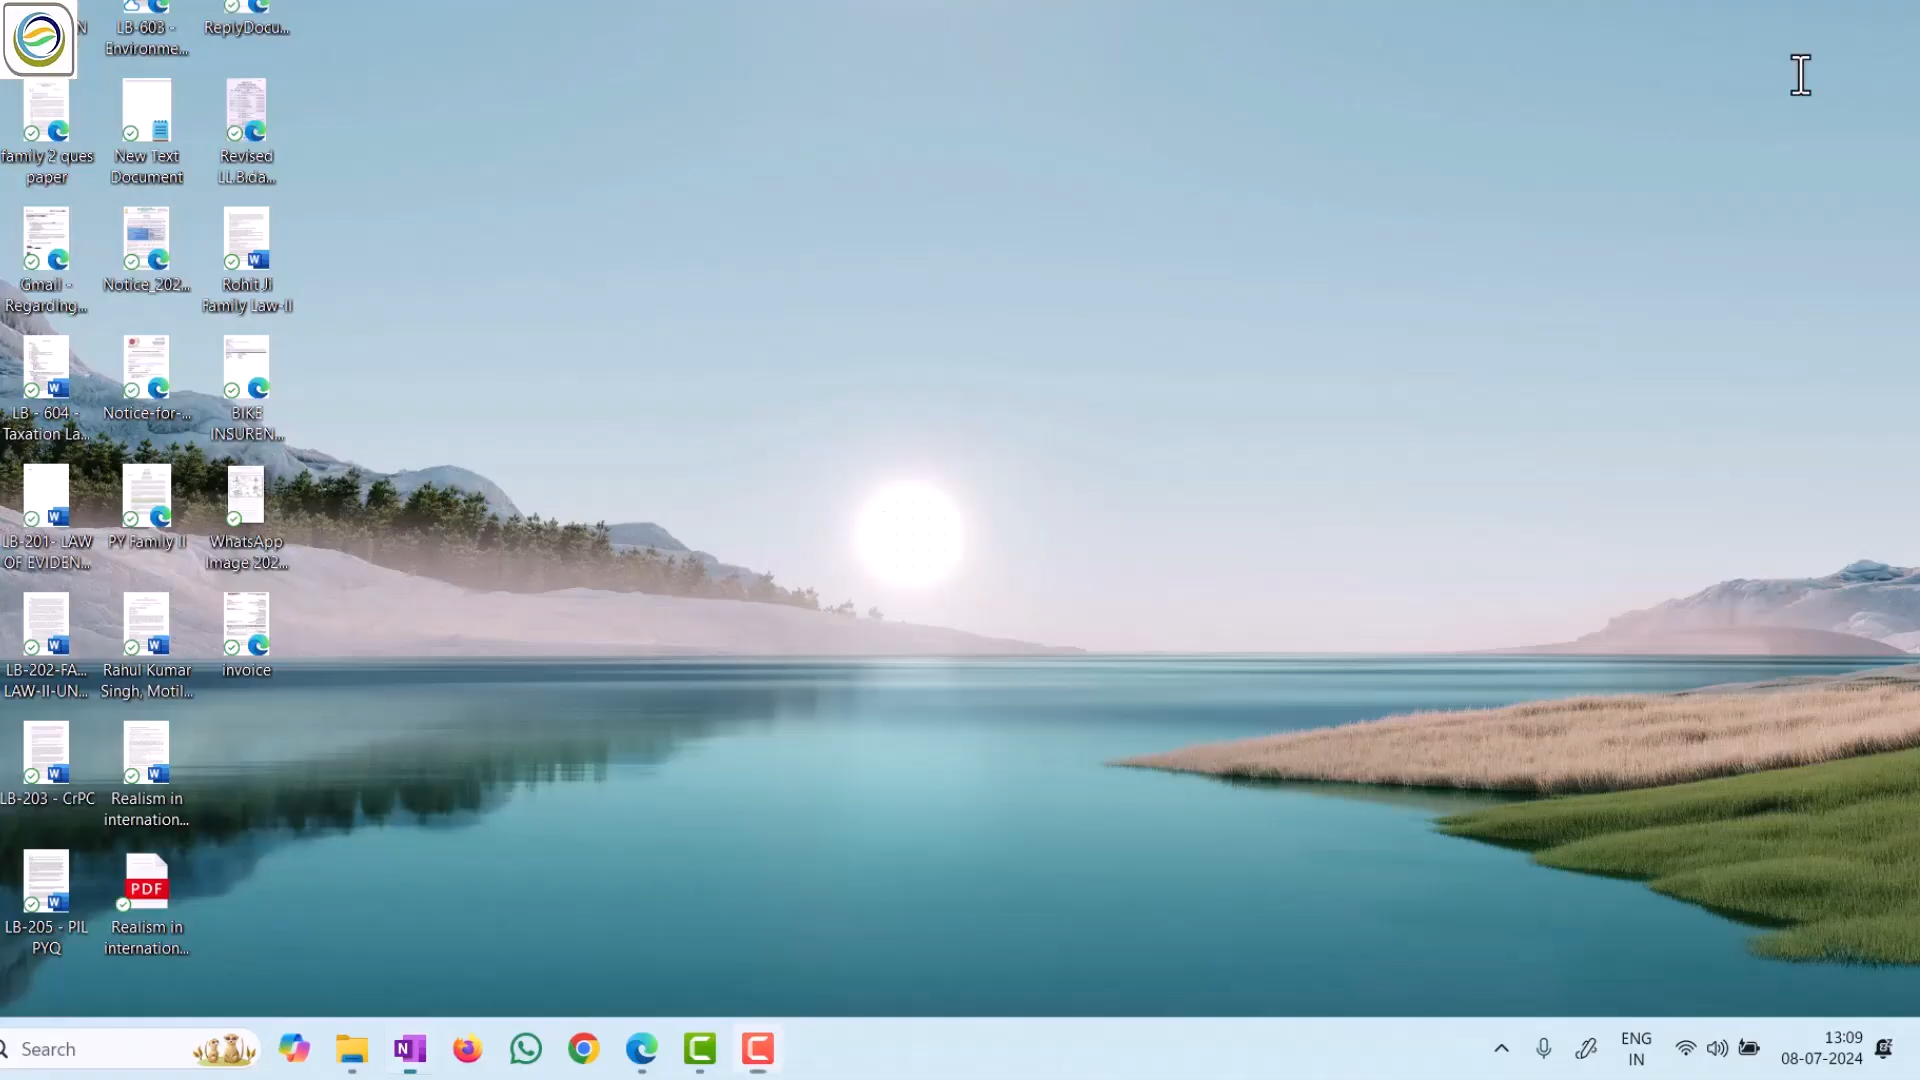 N
LB-603 -
Environme...
ReplyDocu...
family 2 ques
paper
New Text
Document
Revised
LL.B.da...
Gmail -
Regarding...
Notice_202...
Rohit Ji
Family Law-II
LB - 604 -
Taxation La...
Notice-for-...
BIKE
INSUREN...
LB-201- LAW
OF EVIDEN...
PY Family II
WhatsApp
Image 202...
LB-202-FA...
LAW-II-UN...
Rahul Kumar
Singh, Motil...
invoice
LB-203 - CrPC
Realism in
internation...
LB-205 - PIL
PYQ
PDF
Realism in
internation...
Search
ENG
IN
13:09
08-07-2024